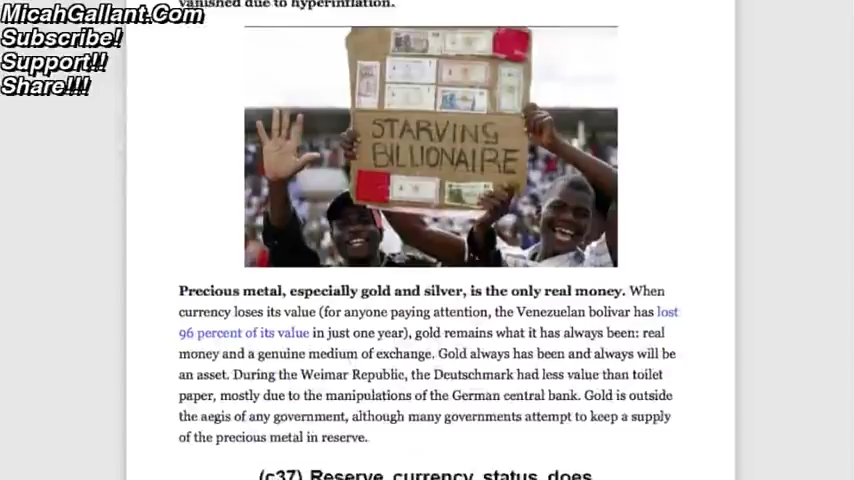 vanished due to hyperinflation.
MicahGallant.Com
Subscribe!
Support!!
Share!!!
STARVING
BILLIONAIRE
Precious metal, especially gold and silver, is the only real money. When
currency loses its value (for anyone paying attention, the Venezuelan bolivar has lost
96 percent of its value in just one year), gold remains what it has always been: real
money and a genuine medium of exchange. Gold always has been and always will be
an asset. During the Weimar Republic, the Deutschmark had less value than toilet
paper, mostly due to the manipulations of the German central bank. Gold is outside
the aegis of any government, although many governments attempt to keep a supply
of the precious metal in reserve.
(c37) Reserve currency status does